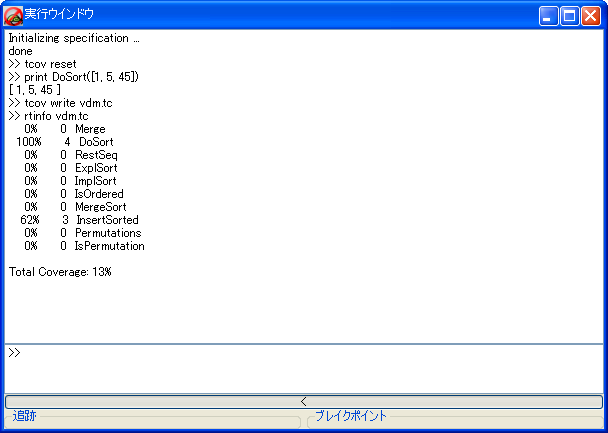 実行ウインドウ
Initializing specification ...
done
>> tcov reset
>> print DoSort([1, 5, 45])
[ 1, 5, 45 ]
>> tcov write vdm.tc
>> rtinfo vdm.tc
0% 0 Merge
100% 4 DoSort
0% 0 RestSeq
0% 0 ExplSort
0% 0 ImplSort
0% 0 IsOrdered
0% 0 MergeSort
62% 3 InsertSorted
0% 0 Permutations
0% 0 IsPermutation
Total Coverage: 13%
>>
<
追跡 ブレイクポイント